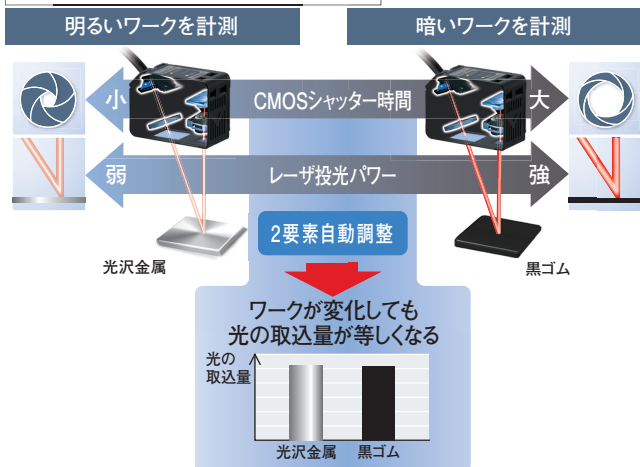 明るいワークを計測
暗いワークを計測
小
CMOSシャッター時間
大
弱
レーザ投光パワー
強
2要素自動調整
光沢金属
黒ゴム
ワークが変化しても
光の取込量が等しくなる
光の
取込量
光沢金属
黒ゴム